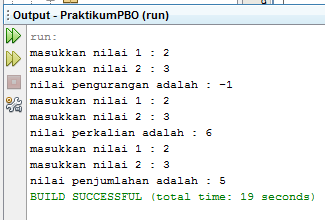 Output - PraktikumPBO (run)
run:
masukkan nilai 1 : 2
masukkan nilai 2 : 3
nilai pengurangan adalah : -1
masukkan nilai 1 : 2
masukkan nilai 2 : 3
nilai perkalian adalah : 6
masukkan nilai 1 : 2
masukkan nilai 2 : 3
nilai penjumlahan adalah : 5
BUILD SUCCESSFUL (total time: 19 seconds)